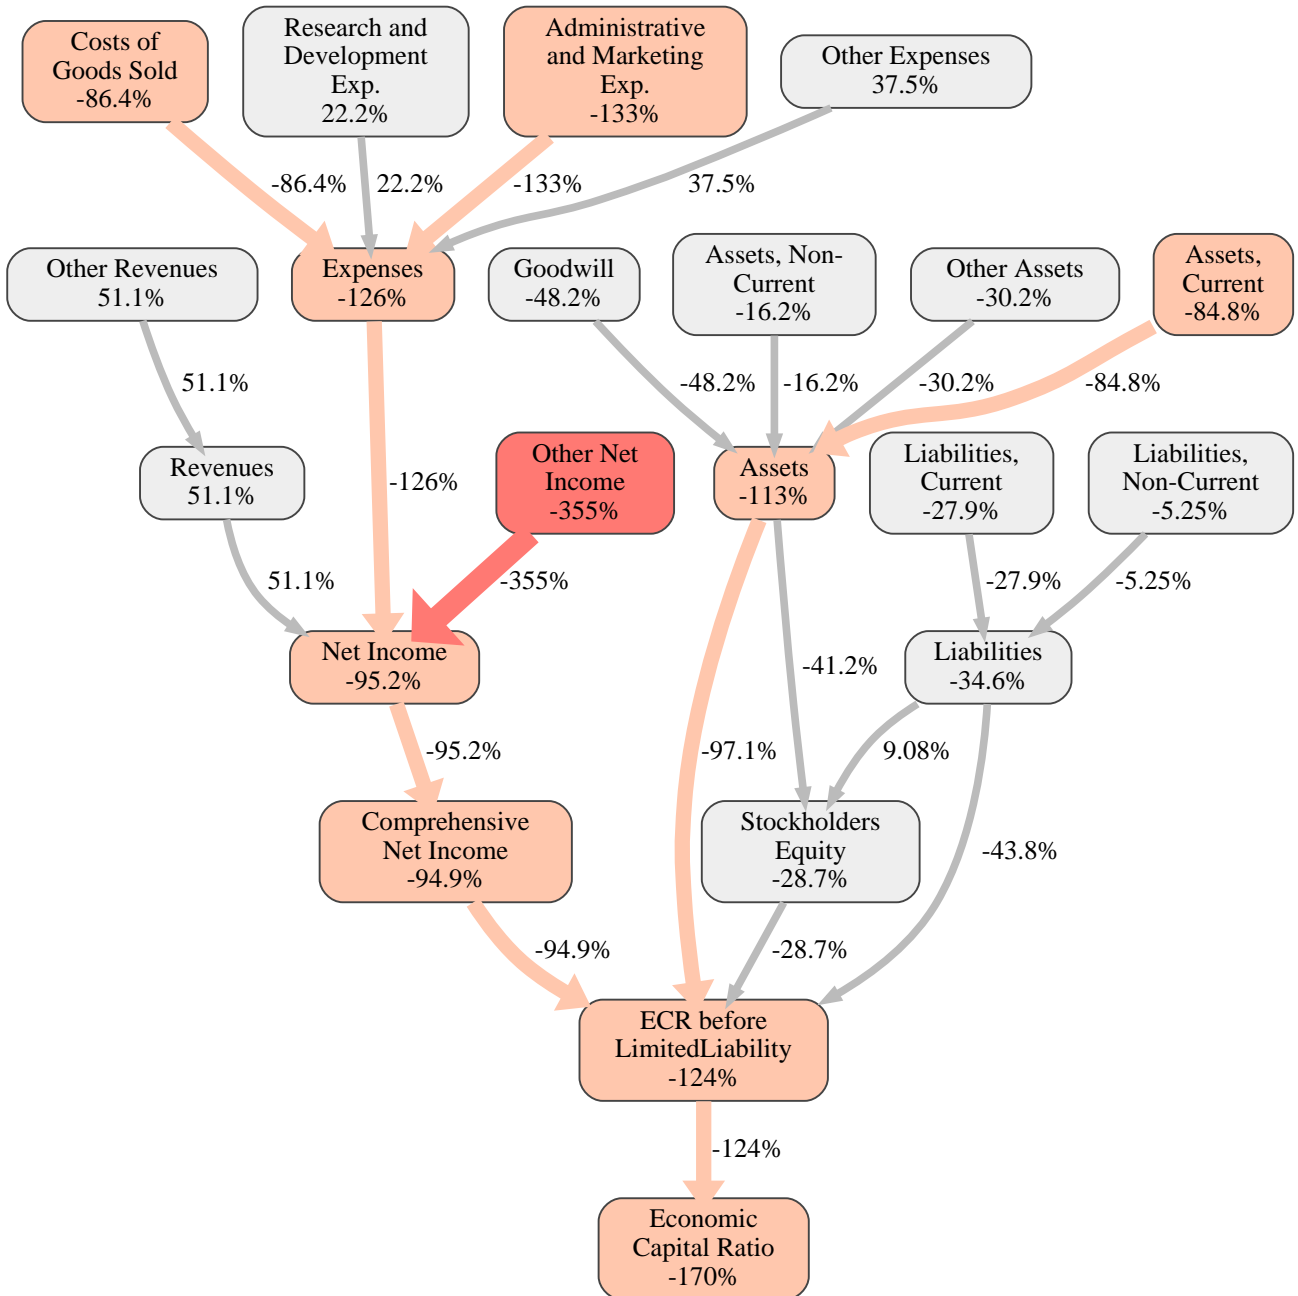 Costs of
Goods Sold
-86.4%
Research and
Development
Exp.
22.2%
Administrative
and Marketing
Exp.
-133%
Other Expenses
37.5%
-86.4%
22.2%
-133%
37.5%
Other Revenues
51.1%
Expenses
-126%
Goodwill
-48.2%
Assets, Non-
Current
-16.2%
Other Assets
-30.2%
Assets,
Current
-84.8%
51.1%
-48.2%
-16.2%
-30.2%
-84.8%
Revenues
51.1%
-126%
Other Net
Income
-355%
Assets
-113%
Liabilities,
Current
-27.9%
Liabilities,
Non-Current
-5.25%
51.1%
-355%
-27.9%
-5.25%
Net Income
-95.2%
-41.2%
Liabilities
-34.6%
-95.2%
-97.1%
9.08%
Comprehensive
Net Income
-94.9%
Stockholders
Equity
-28.7%
-43.8%
-94.9%
-28.7%
ECR before
LimitedLiability
-124%
-124%
Economic
Capital Ratio
-170%